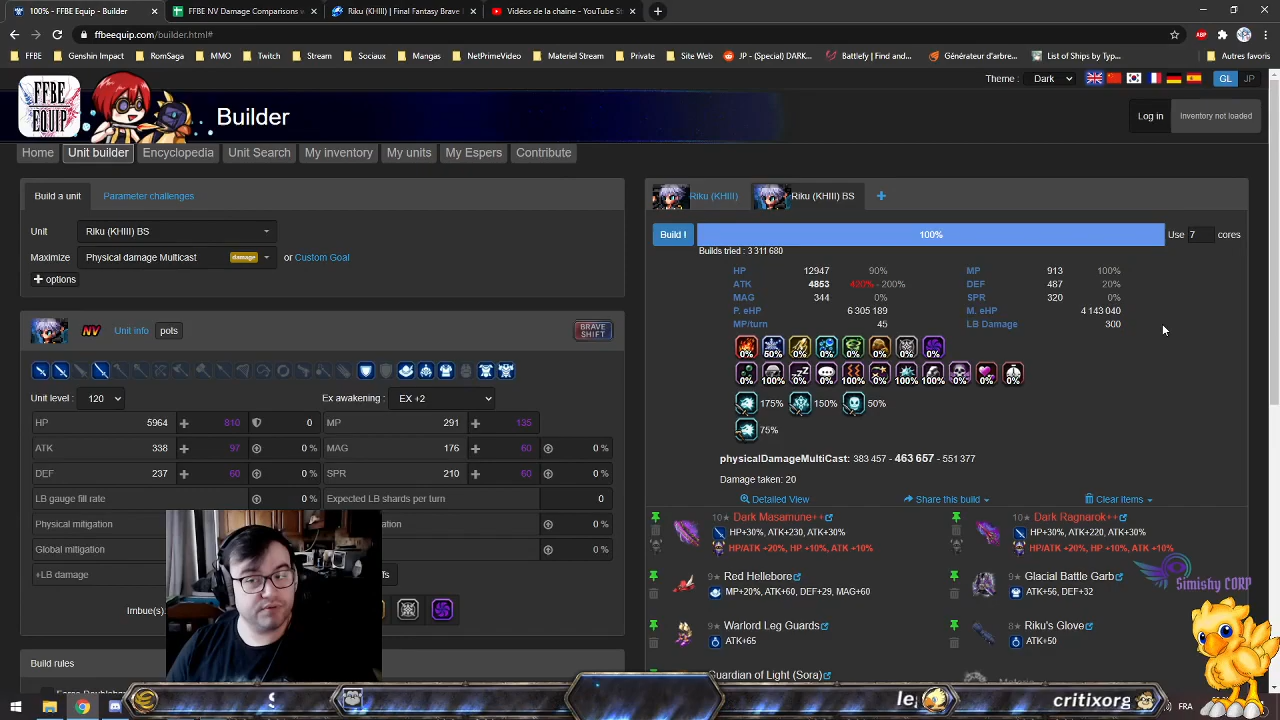 100% - Builder
FFBE NV Damage Comparisons v
Riku (KHIII) | Final Fantasy Brave
Vidéos de la chaîne - YouTube S
ffbeequip.com/builder.html#
Favoris
Genshin Impact
RomSaga
MMO
Twitch
Stream
Sociaux
Mangas
NetPrimeVideo
Materiel Stream
Private
Site Web
JP - (Special) DARK...
Battlefy | Find and...
Générateur d'arbre...
List of Ships by Typ...
Autres favoris
FFBE EQUIP
Builder
Theme : Dark
GL JP
Log in
Inventory not loaded
Home Unit builder Encyclopedia Unit Search My inventory My units My Espers Contribute
Build a unit Parameter challenges
Unit Riku (KHIII) BS
Maximize Physical damage Multicast damage or Custom Goal
+ options
NV Unit info pots BRAVE SHIFT
Unit level : 120 Ex awakening : EX +2
HP 5964 810 0 MP 291 135
ATK 338 97 0 % MAG 176 60 0 %
DEF 237 60 0 % SPR 210 60 0 %
LB gauge fill rate 0 % Expected LB shards per turn 0
Physical mitigation 0 %
Global mitigation 0 %
+LB damage
Imbue(s):
Build rules
Riku (KHIII) Riku (KHIII) BS +
Build ! 100% Use 7 cores
Builds tried : 3 311 680
HP 12947 90% MP 913 100%
ATK 4853 420% - 200% DEF 487 20%
MAG 344 0% SPR 320 0%
P. eHP 6 305 189 M. eHP 4 143 040
MP/turn 45 LB Damage 300
0% 50% 0% 0% 0% 0% 0% 0%
0% 100% 0% 0% 100% 0% 100% 100% 0% 0% 0%
175% 150% 50%
75%
physicalDamageMultiCast: 383 457 - 463 657 - 551 377
Damage taken: 20
Detailed View Share this build Clear items
10★ Dark Masamune++
HP+30%, ATK+230, ATK+30%
HP/ATK +20%, HP +10%, ATK +10%
10★ Dark Ragnarok++
HP+30%, ATK+220, ATK+30%
HP/ATK +20%, HP +10%, ATK +10%
9★ Red Hellebore
MP+20%, ATK+60, DEF+29, MAG+60
9★ Glacial Battle Garb
ATK+56, DEF+32
9★ Warlord Leg Guards
ATK+65
8★ Riku's Glove
ATK+50
Guardian of Light (Sora)
Simishy CORP
critixorg
FRA